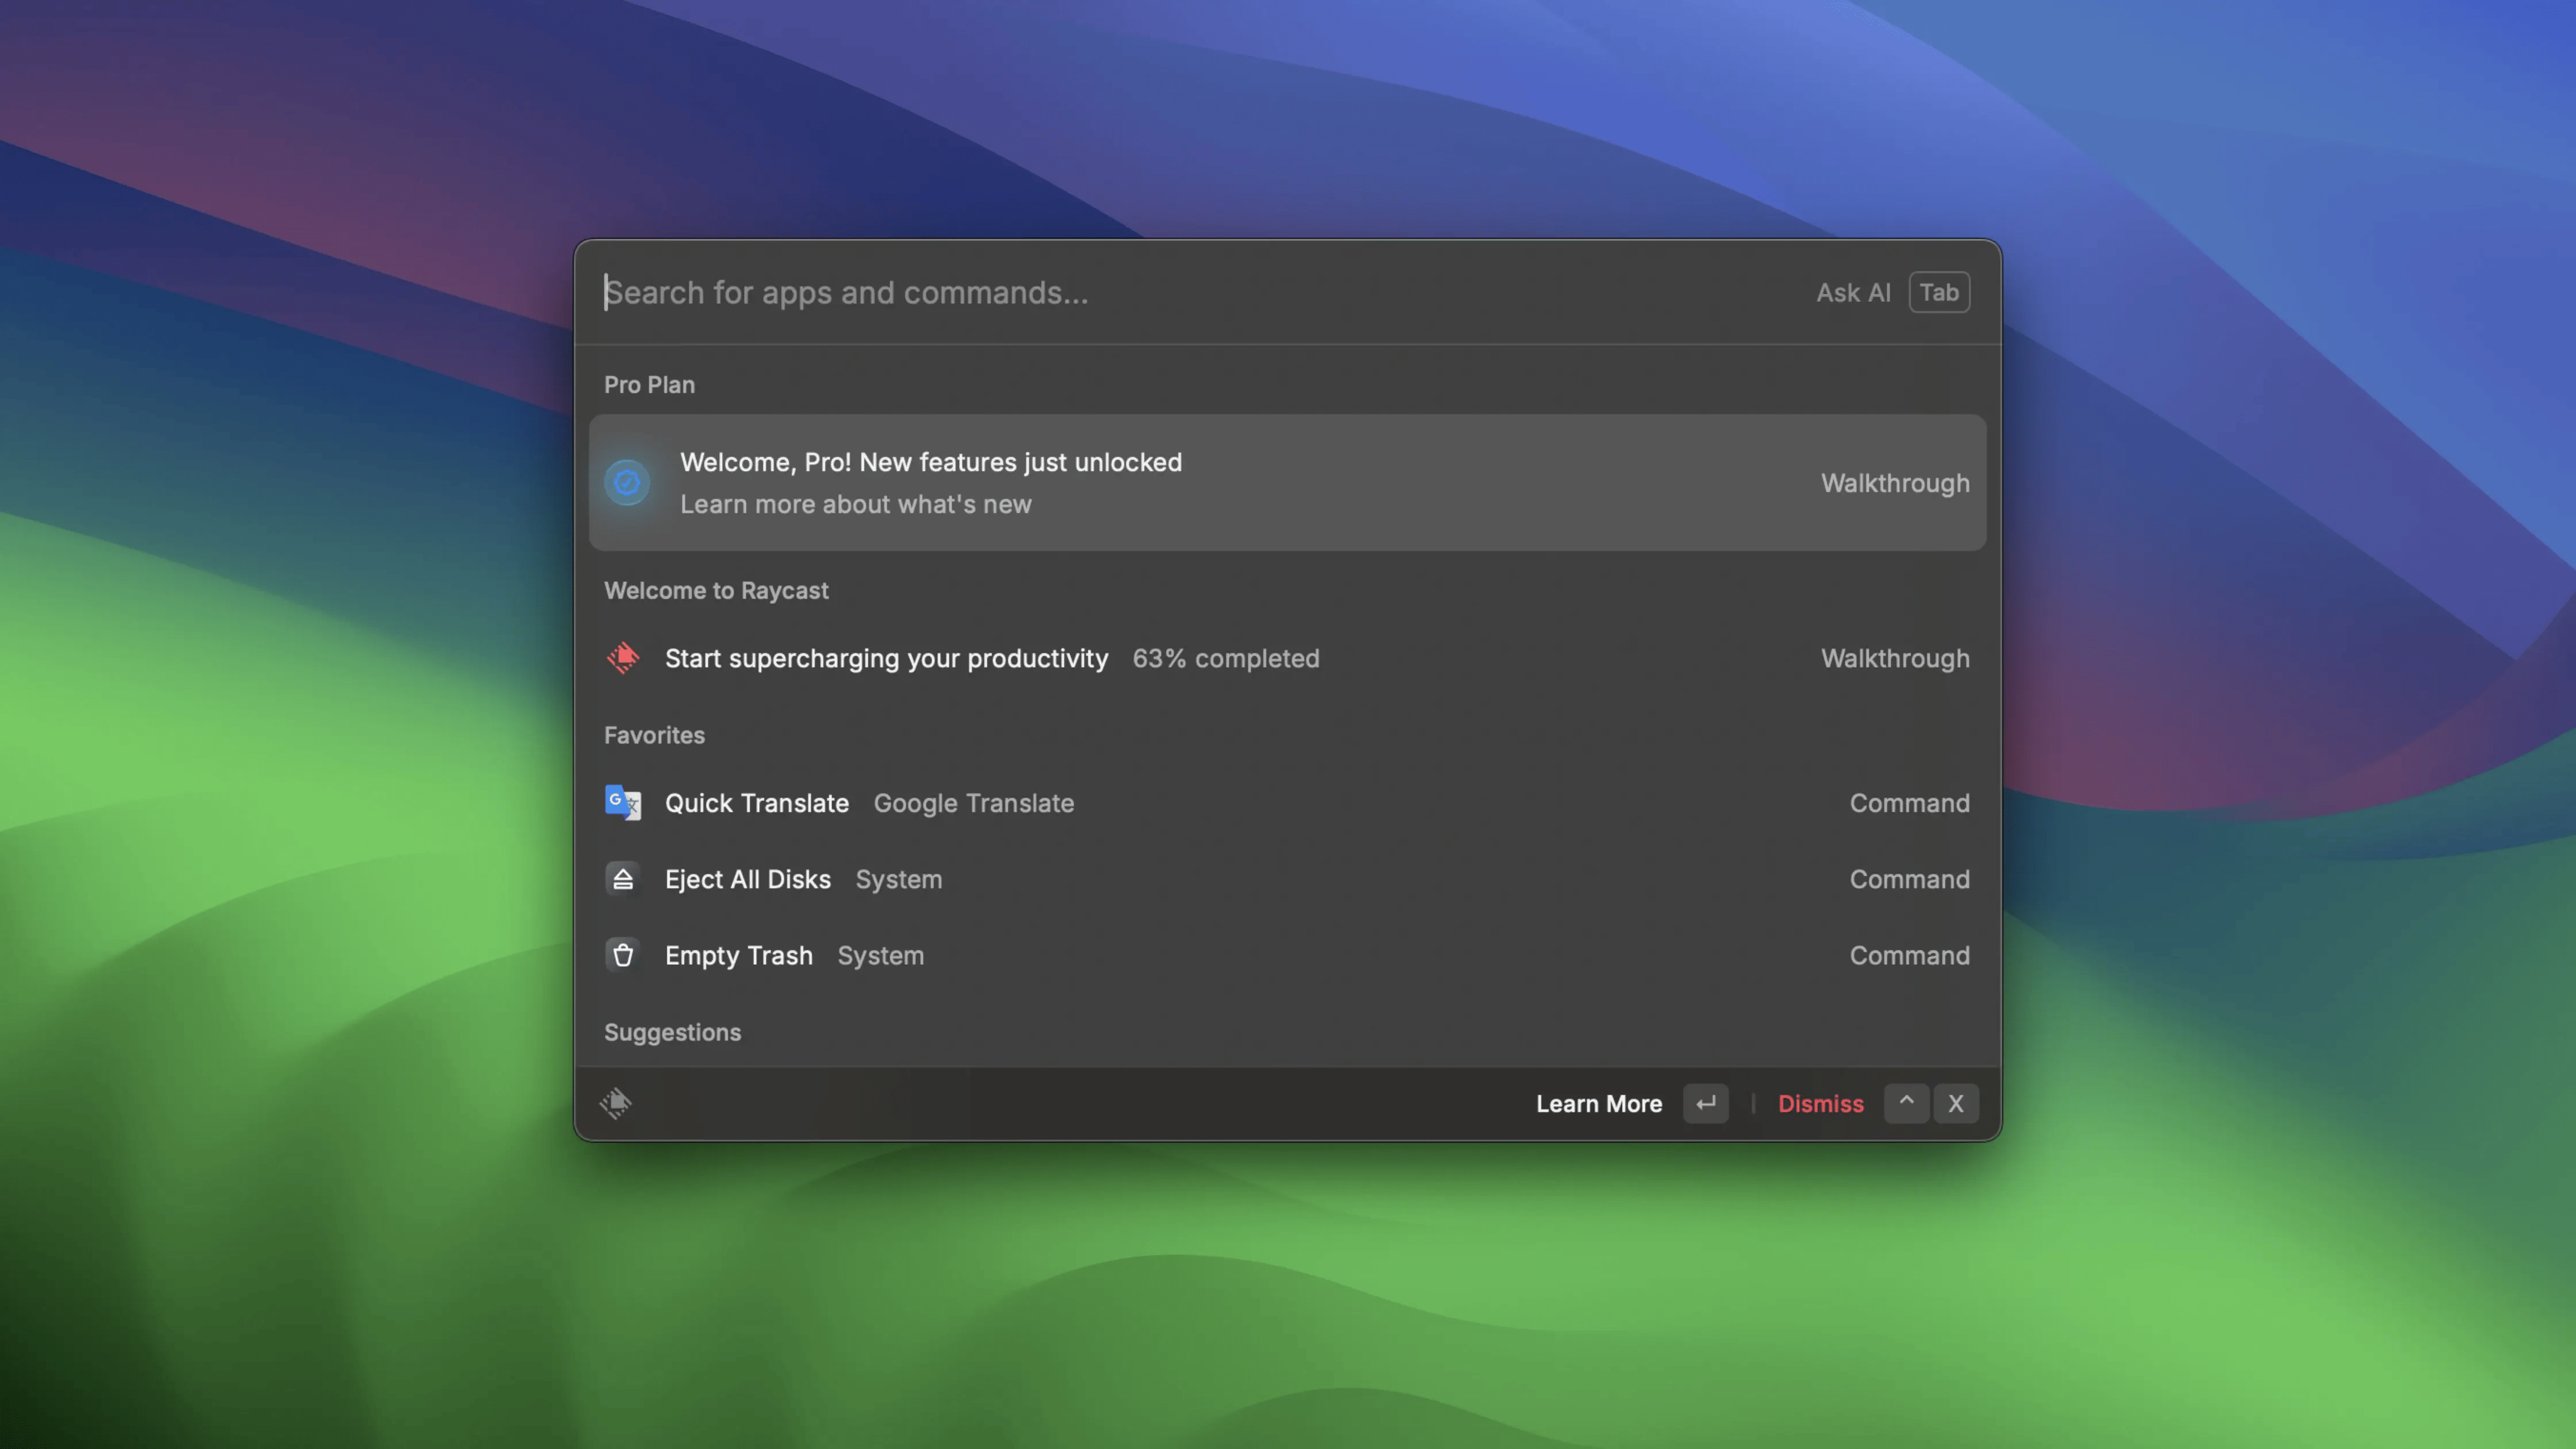 Search for apps and commands...
Ask AI Tab
Pro Plan
Welcome, Pro! New features just unlocked
Learn more about what's new
Walkthrough
Welcome to Raycast
Start supercharging your productivity 63% completed Walkthrough
Favorites
Quick Translate Google Translate Command
Eject All Disks System Command
Empty Trash System Command
Suggestions
Learn More ↵ | Dismiss ^ X